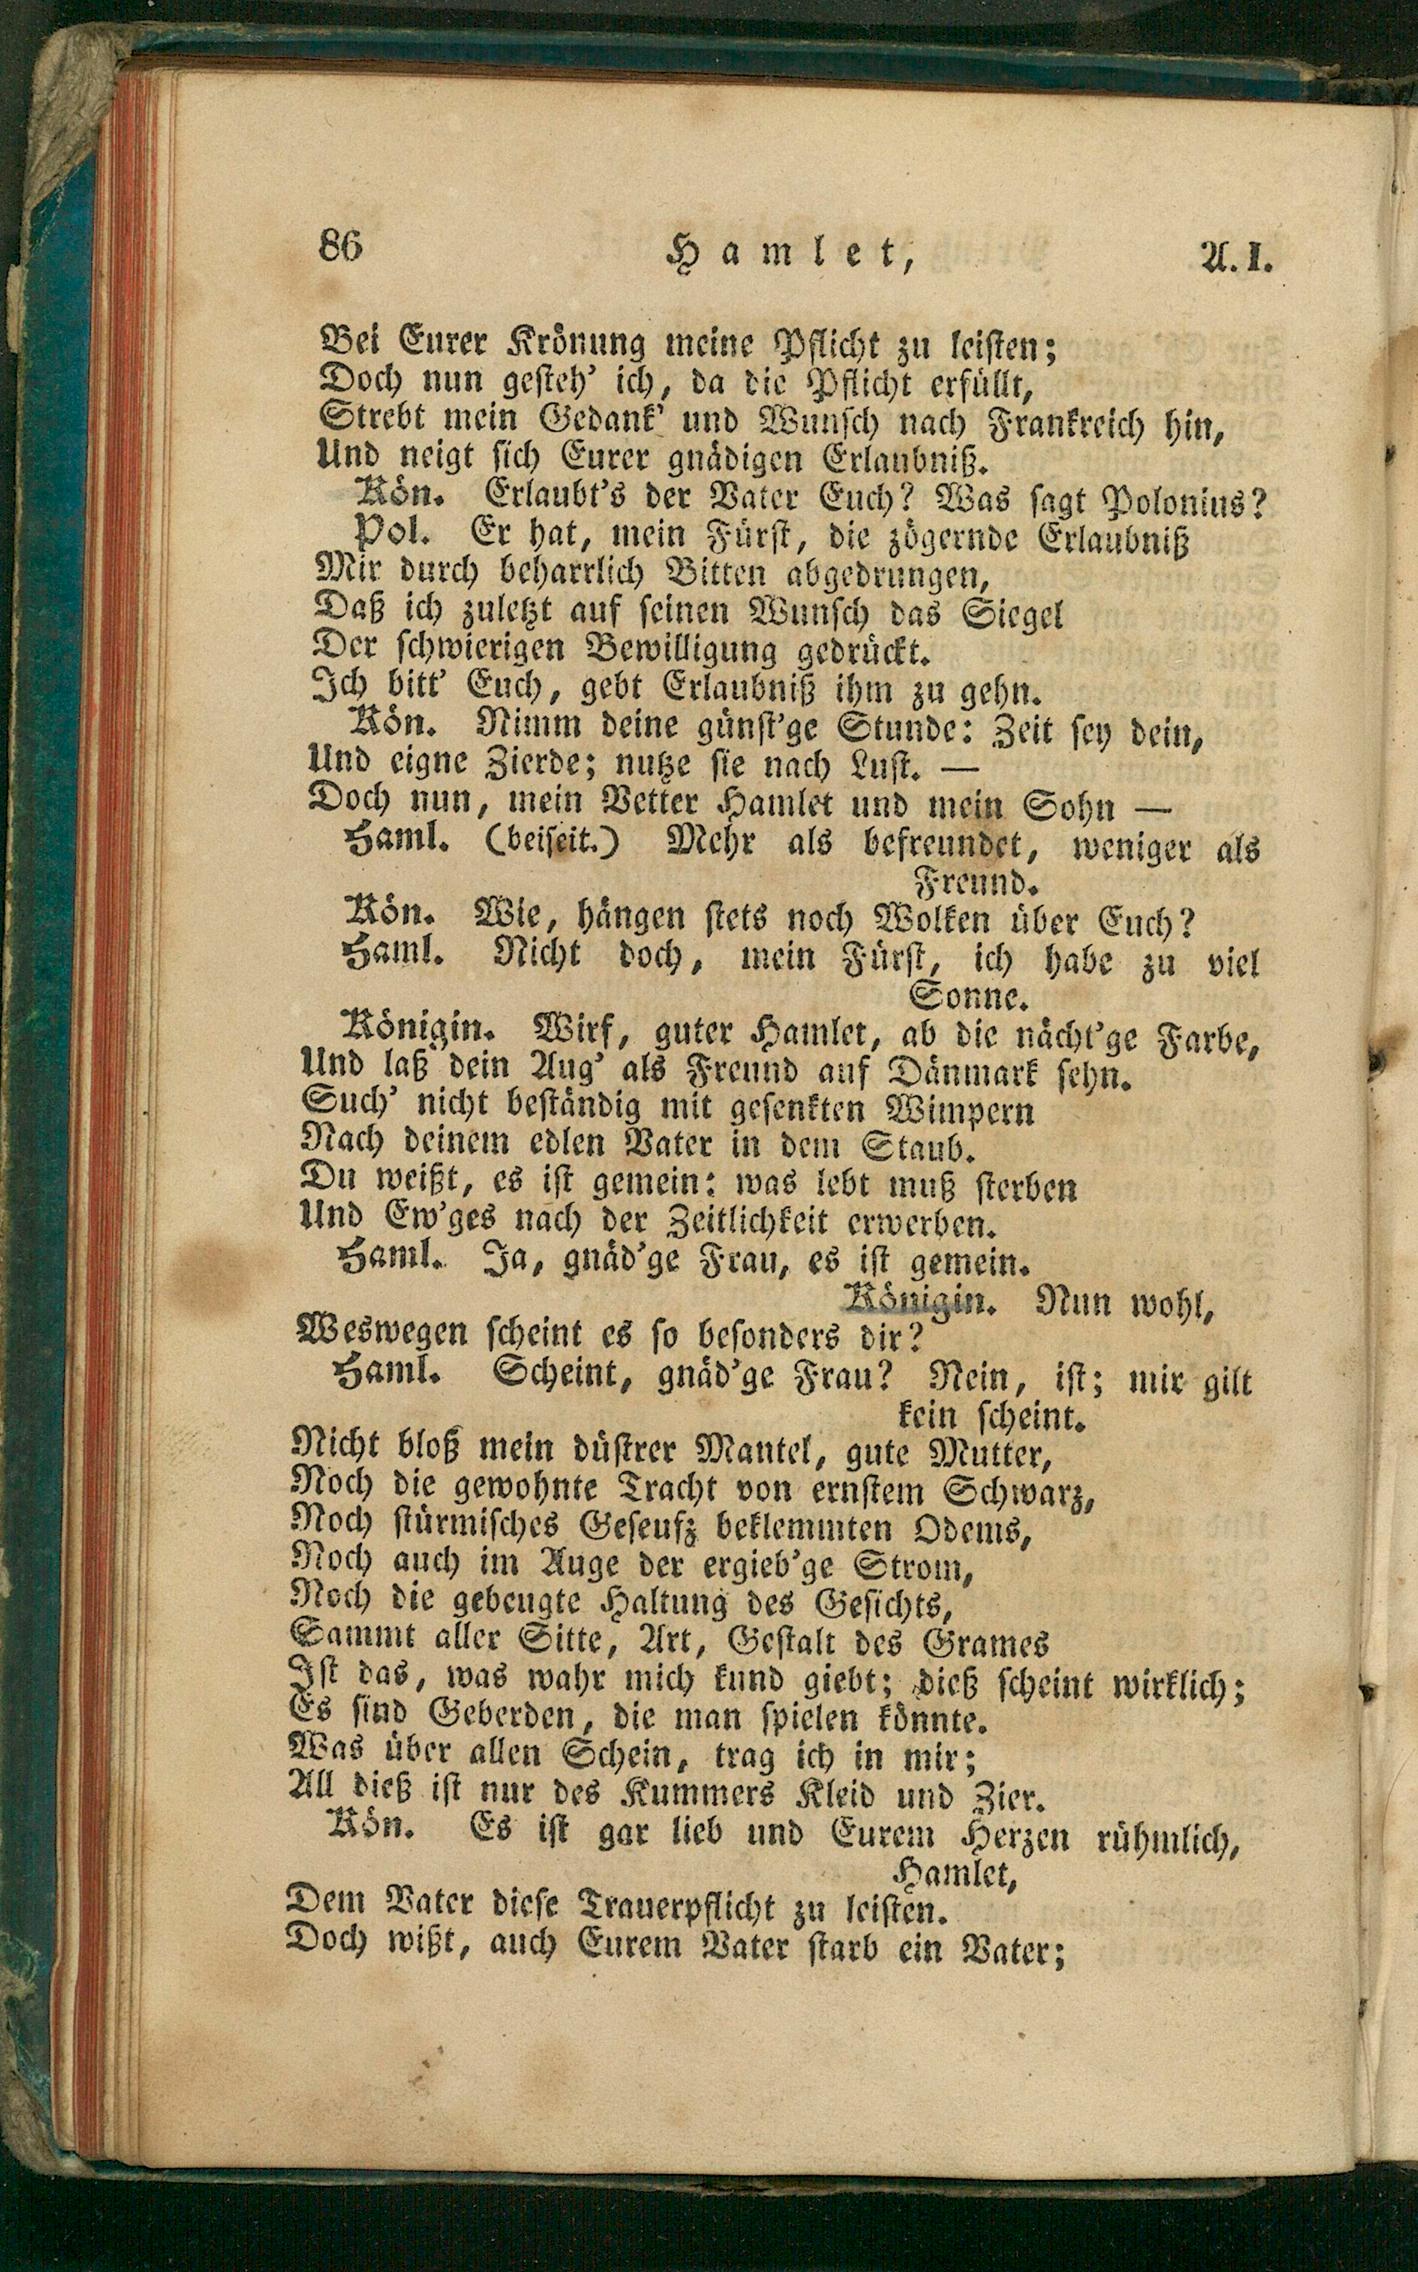 86
Hamlet,
A. I.
Bei Eurer Krönung meine Pflicht zu leisten;
Doch nun gesteh' ich, da die Pflicht erfüllt,
Strebt mein Gedank' und Wunsch nach Frankreich hin,
Und neigt sich Eurer gnädigen Erlaubniß.
Kön. Erlaubt's der Vater Euch? Was sagt Polonius?
Pol. Er hat, mein Fürst, die zögernde Erlaubniß
Mir durch beharrlich Bitten abgedrungen,
Daß ich zuletzt auf seinen Wunsch das Siegel
Der schwierigen Bewilligung gedrückt.
Ich bitt' Euch, gebt Erlaubniß ihm zu gehn.
Kön. Nimm deine günst'ge Stunde: Zeit sey dein,
Und eigne Zierde; nutze sie nach Lust. —
Doch nun, mein Vetter Hamlet und mein Sohn —
Haml. (beiseit.) Mehr als befreundet, weniger als
Freund.
Kön. Wie, hängen stets noch Wolken über Euch?
Haml. Nicht doch, mein Fürst, ich habe zu viel
Sonne.
Königin. Wirf, guter Hamlet, ab die nächt'ge Farbe,
Und laß dein Aug' als Freund auf Dänmark sehn.
Such' nicht beständig mit gesenkten Wimpern
Nach deinem edlen Vater in dem Staub.
Du weißt, es ist gemein: was lebt muß sterben
Und Ew'ges nach der Zeitlichkeit erwerben.
Haml. Ja, gnäd'ge Frau, es ist gemein.
Königin. Nun wohl,
Weswegen scheint es so besonders dir?
Haml. Scheint, gnäd'ge Frau? Nein, ist; mir gilt
kein scheint.
Nicht bloß mein düstrer Mantel, gute Mutter,
Noch die gewohnte Tracht von ernstem Schwarz,
Noch stürmisches Geseufz beklemmten Odems,
Noch auch im Auge der ergieb'ge Strom,
Noch die gebeugte Haltung des Gesichts,
Sammt aller Sitte, Art, Gestalt des Grames
Ist das, was wahr mich kund giebt; dieß scheint wirklich;
Es sind Geberden, die man spielen könnte.
Was über allen Schein, trag ich in mir;
All dieß ist nur des Kummers Kleid und Zier.
Kön. Es ist gar lieb und Eurem Herzen rühmlich,
Hamlet,
Dem Vater diese Trauerpflicht zu leisten.
Doch wißt, auch Eurem Vater starb ein Vater;